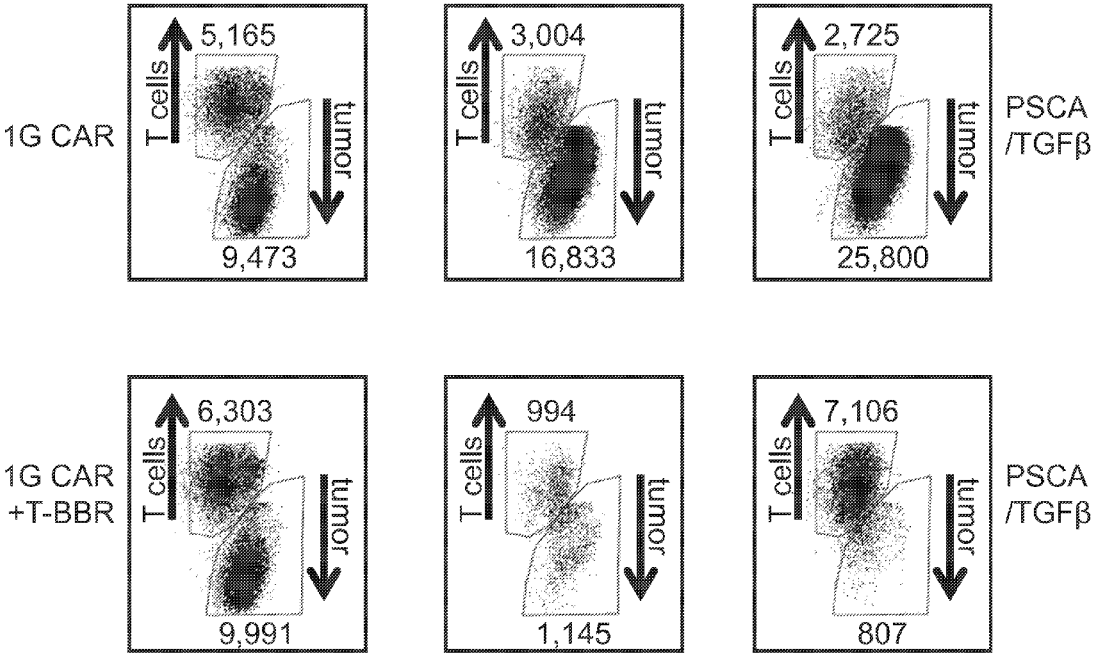 5,165
3,004
2,725
T cells
tumor
T cells
tumor
T cells
tumor
1G CAR
PSCA
/TGFβ
9,473
16,833
25,800
6,303
994
7,106
T cells
tumor
T cells
tumor
T cells
tumor
1G CAR
+T-BBR
PSCA
/TGFβ
9,991
1,145
807